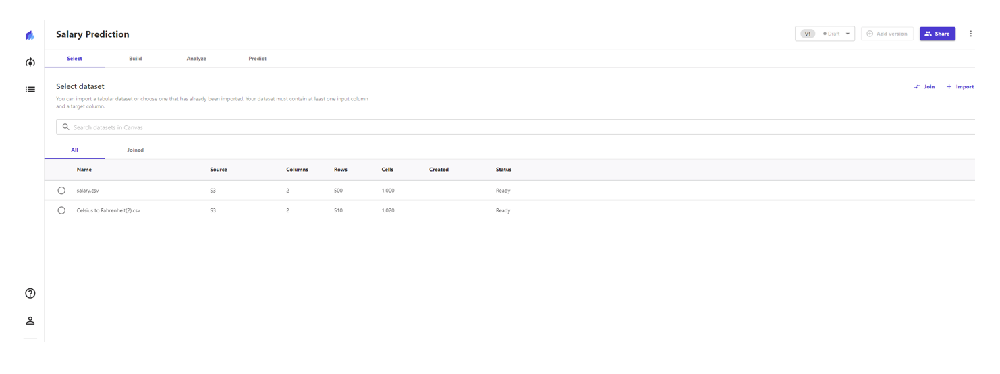 Salary Prediction
V1 Draft Add version Share
Select Build Analyze Predict
Select dataset
Join Import
You can import a tabular dataset or choose one that has already been imported. Your dataset must contain at least one input column
and a target column.
Search datasets in Canvas
All Joined
Name Source Columns Rows Cells Created Status
salary.csv S3 2 500 1,000 Ready
Celsius to Fahrenheit(2).csv S3 2 510 1,020 Ready